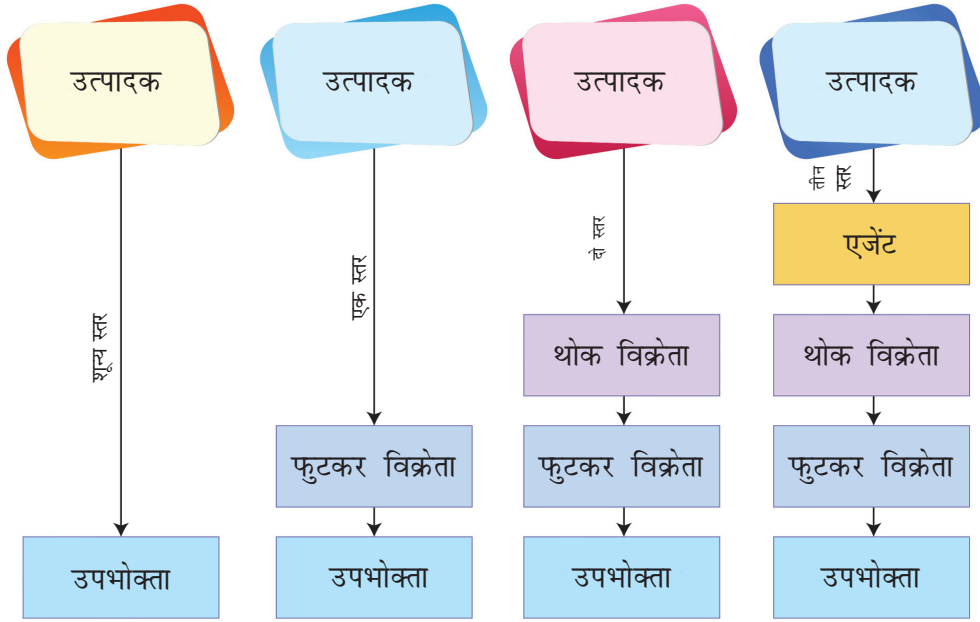 उत्पादक
शून्य स्तर
उपभोक्ता
उत्पादक
एक स्तर
फुटकर विक्रेता
उपभोक्ता
उत्पादक
दो स्तर
थोक विक्रेता
फुटकर विक्रेता
उपभोक्ता
उत्पादक
तीन
स्तर
एजेंट
थोक विक्रेता
फुटकर विक्रेता
उपभोक्ता